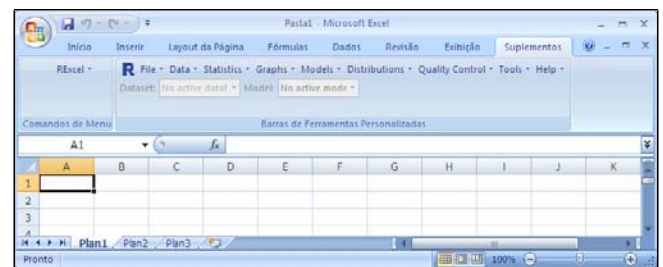 Pasta1 - Microsoft Excel
Início Inserir Layout da Página Fórmulas Dados Revisão Exibição Suplementos
RExcel R File Data Statistics Graphs Models Distributions Quality Control Tools Help
Dataset: No active dataf Model: No active mode
Comandos de Menu Barras de Ferramentas Personalizadas
A1 fx
A B C D E F G H I J K
1
2
3
4
Plan1 Plan2 Plan3
Pronto 100%